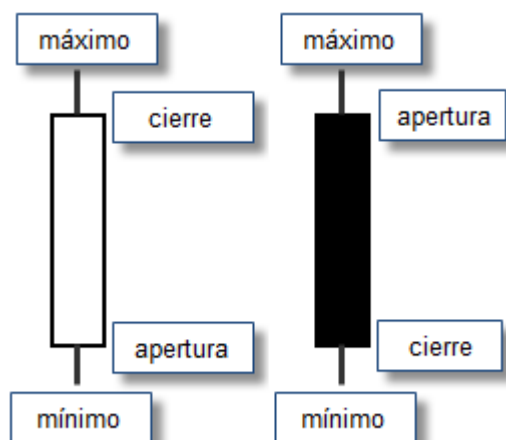 máximo
cierre
apertura
mínimo
máximo
apertura
cierre
mínimo